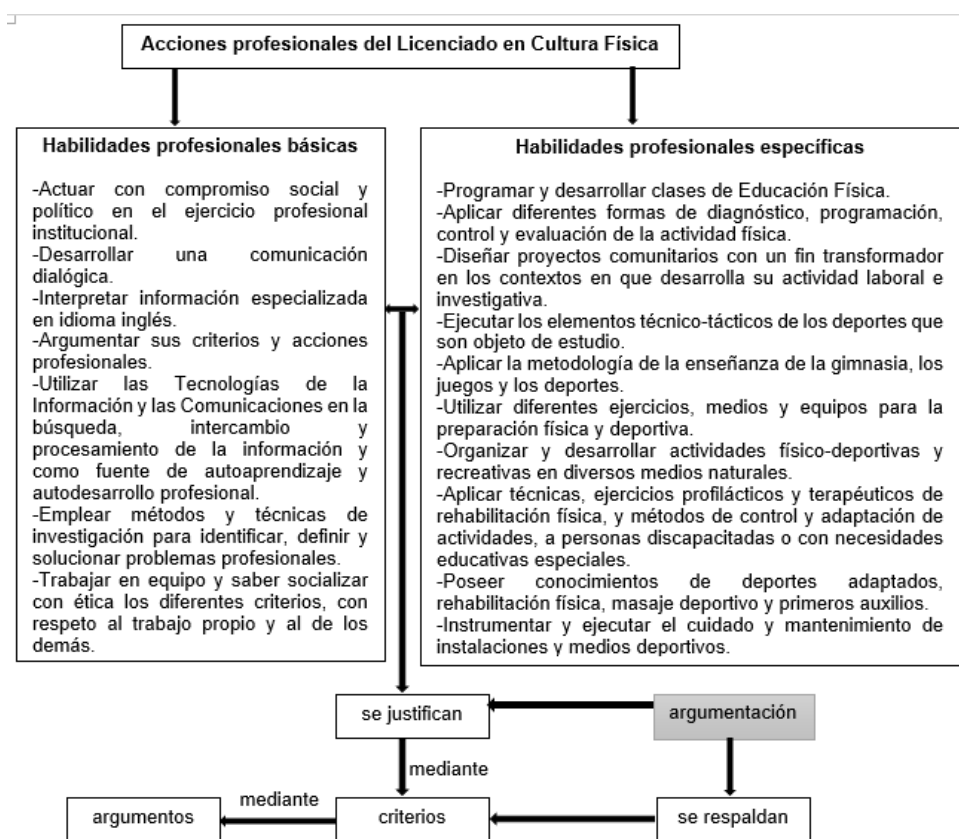 Acciones profesionales del Licenciado en Cultura Física
Habilidades profesionales básicas
-Actuar con compromiso social y
político en el ejercicio profesional
institucional.
-Desarrollar una comunicación
dialógica.
-Interpretar información especializada
en idioma inglés.
-Argumentar sus criterios y acciones
profesionales.
-Utilizar las Tecnologías de la
Información y las Comunicaciones en la
búsqueda, intercambio y
procesamiento de la información y
como fuente de autoaprendizaje y
autodesarrollo profesional.
-Emplear métodos y técnicas de
investigación para identificar, definir y
solucionar problemas profesionales.
-Trabajar en equipo y saber socializar
con ética los diferentes criterios, con
respeto al trabajo propio y al de los
demás.
Habilidades profesionales específicas
-Programar y desarrollar clases de Educación Física.
-Aplicar diferentes formas de diagnóstico, programación,
control y evaluación de la actividad física.
-Diseñar proyectos comunitarios con un fin transformador
en los contextos en que desarrolla su actividad laboral e
investigativa.
-Ejecutar los elementos técnico-tácticos de los deportes que
son objeto de estudio.
-Aplicar la metodología de la enseñanza de la gimnasia, los
juegos y los deportes.
-Utilizar diferentes ejercicios, medios y equipos para la
preparación física y deportiva.
-Organizar y desarrollar actividades físico-deportivas y
recreativas en diversos medios naturales.
-Aplicar técnicas, ejercicios profilácticos y terapéuticos de
rehabilitación física, y métodos de control y adaptación de
actividades, a personas discapacitadas o con necesidades
educativas especiales.
-Poseer conocimientos de deportes adaptados,
rehabilitación física, masaje deportivo y primeros auxilios.
-Instrumentar y ejecutar el cuidado y mantenimiento de
instalaciones y medios deportivos.
se justifican
argumentación
mediante
argumentos
mediante
criterios
se respaldan